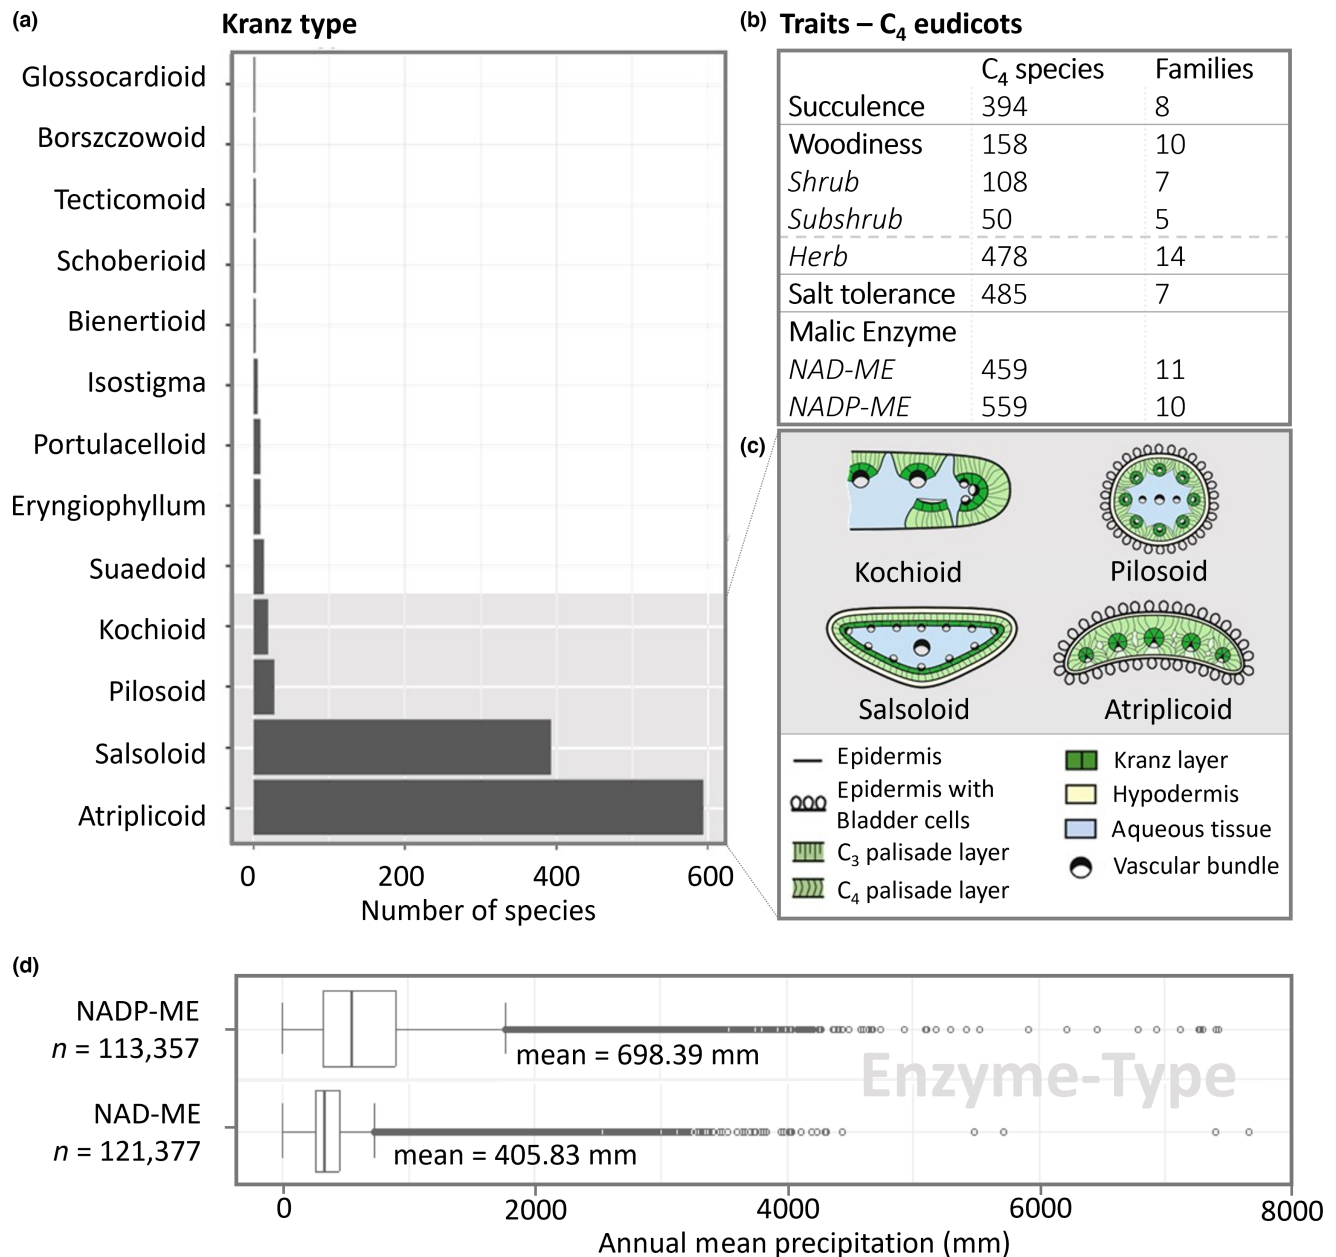 (a) Kranz type
Glossocardioid
Borszczowoid
Tecticomoid
Schoberioid
Bienertioid
Isostigma
Portulacelloid
Eryngiophyllum
Suaedoid
Kochioid
Pilosoid
Salsoloid
Atriplicoid
0 200 400 600
Number of species
(b) Traits – C4 eudicots
C4 species Families
Succulence 394 8
Woodiness 158 10
Shrub 108 7
Subshrub 50 5
Herb 478 14
Salt tolerance 485 7
Malic Enzyme
NAD-ME 459 11
NADP-ME 559 10
(c)
Kochioid Pilosoid
Salsoloid Atriplicoid
Epidermis
Epidermis with
Bladder cells
C3 palisade layer
C4 palisade layer
Kranz layer
Hypodermis
Aqueous tissue
Vascular bundle
(d)
NADP-ME
n = 113,357
mean = 698.39 mm
Enzyme-Type
NAD-ME
n = 121,377
mean = 405.83 mm
0 2000 4000 6000 8000
Annual mean precipitation (mm)